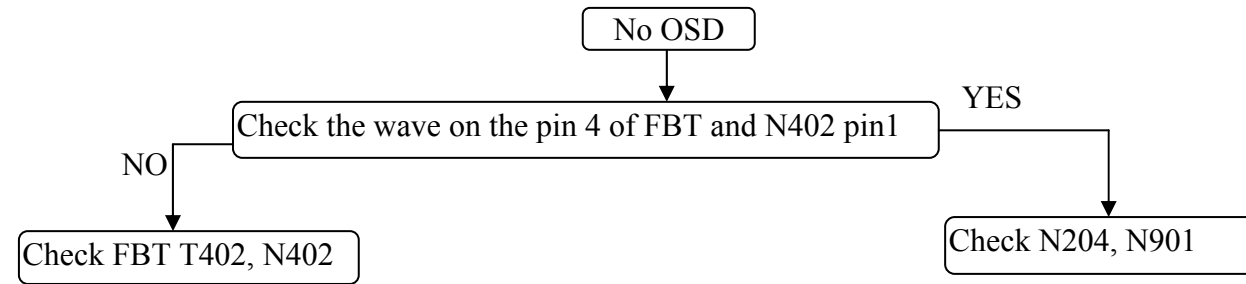 No OSD
Check the wave on the pin 4 of FBT and N402 pin1
YES
NO
Check FBT T402, N402
Check N204, N901